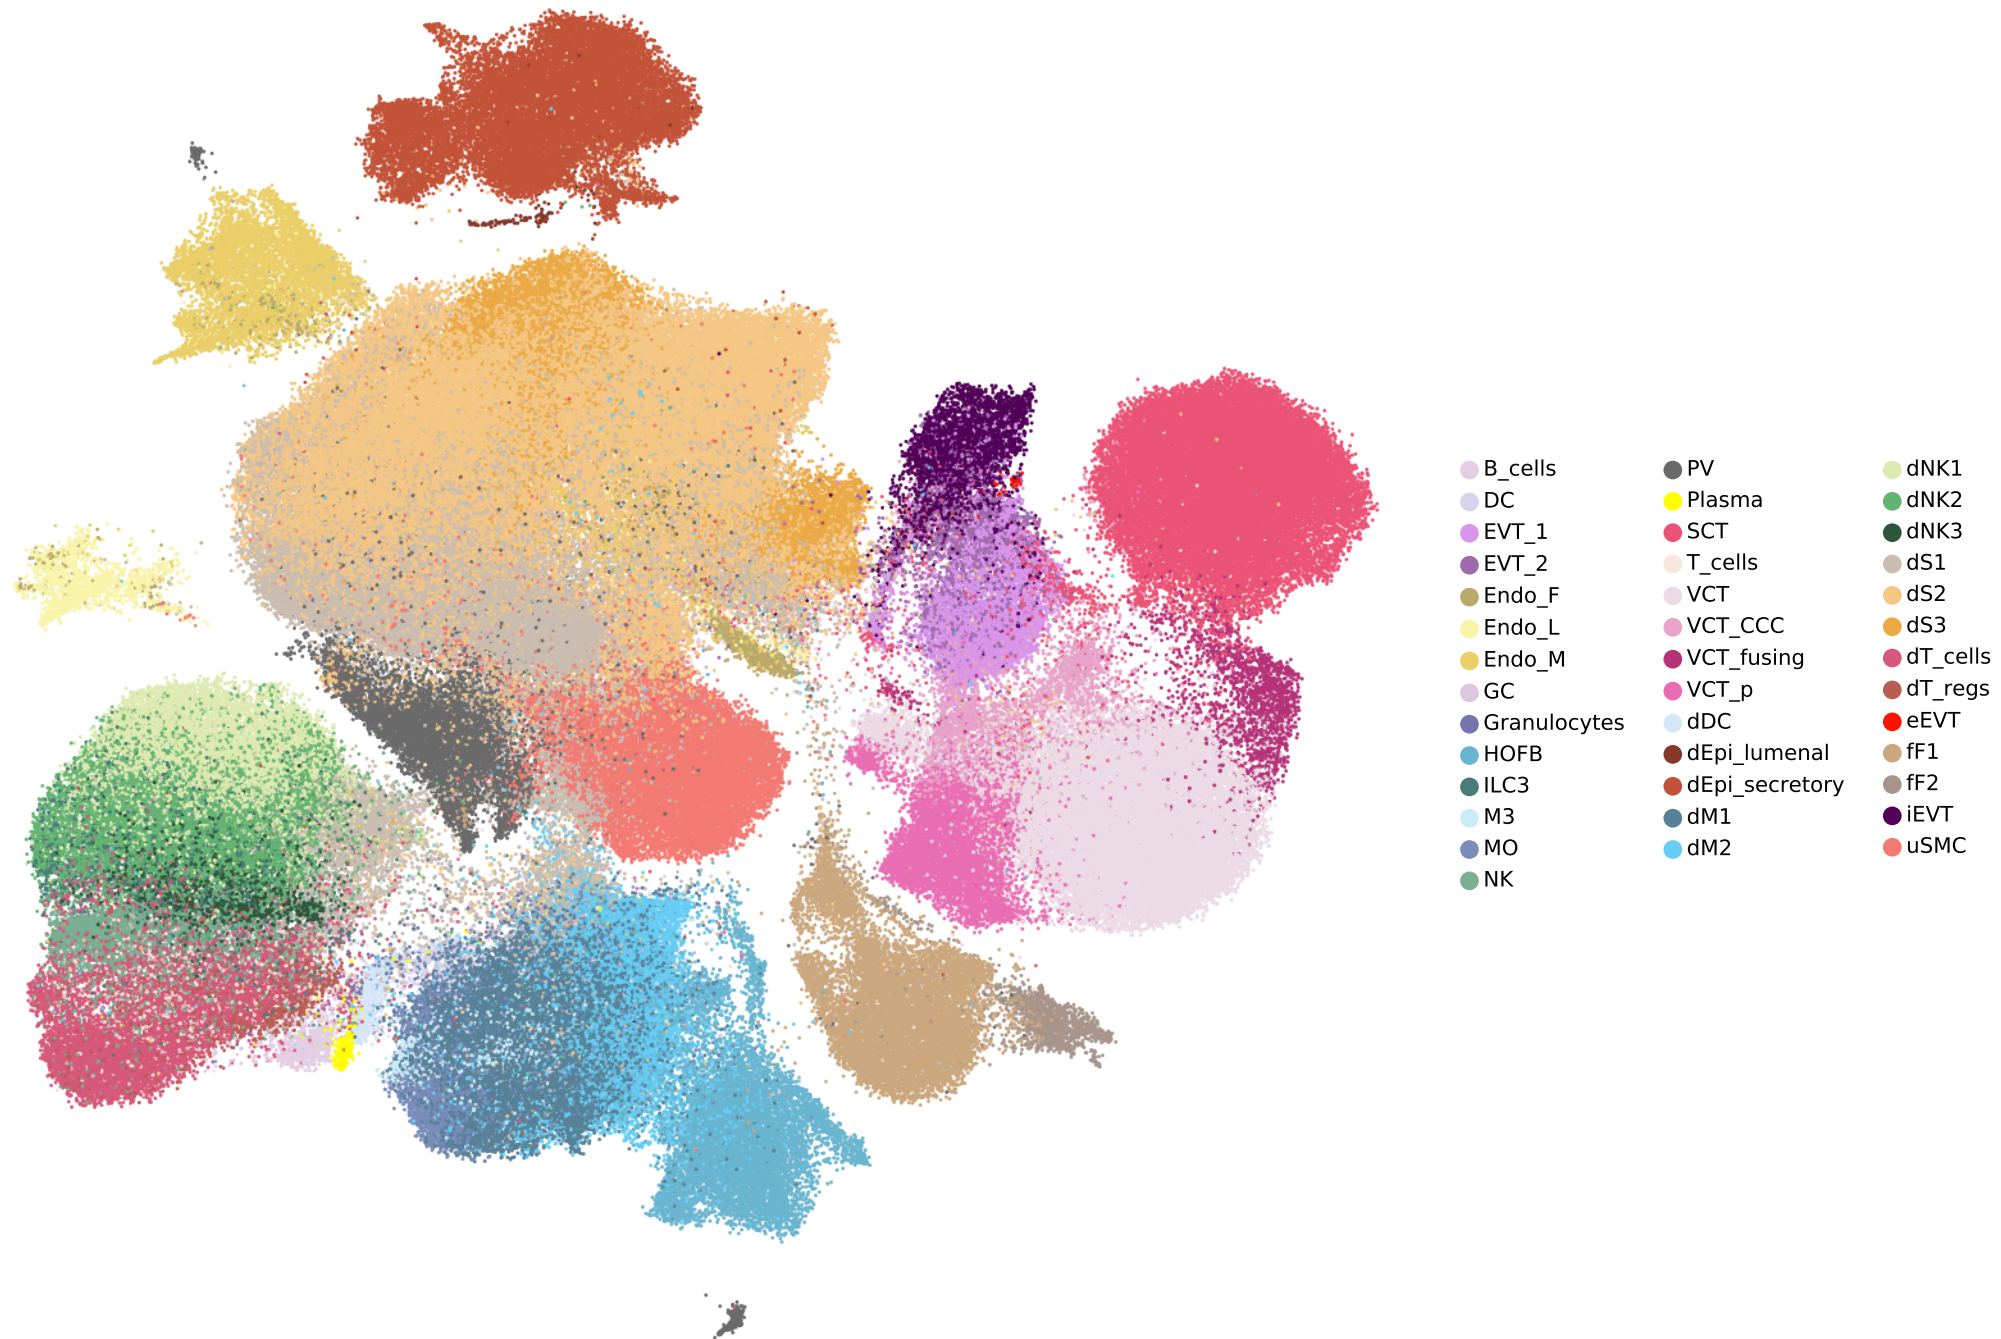 B_cells
DC
EVT_1
EVT_2
Endo_F
Endo_L
Endo_M
GC
Granulocytes
HOFB
ILC3
M3
MO
NK
PV
Plasma
SCT
T_cells
VCT
VCT_CCC
VCT_fusing
VCT_p
dDC
dEpi_lumenal
dEpi_secretory
dM1
dM2
dNK1
dNK2
dNK3
dS1
dS2
dS3
dT_cells
dT_regs
eEVT
fF1
fF2
iEVT
uSMC